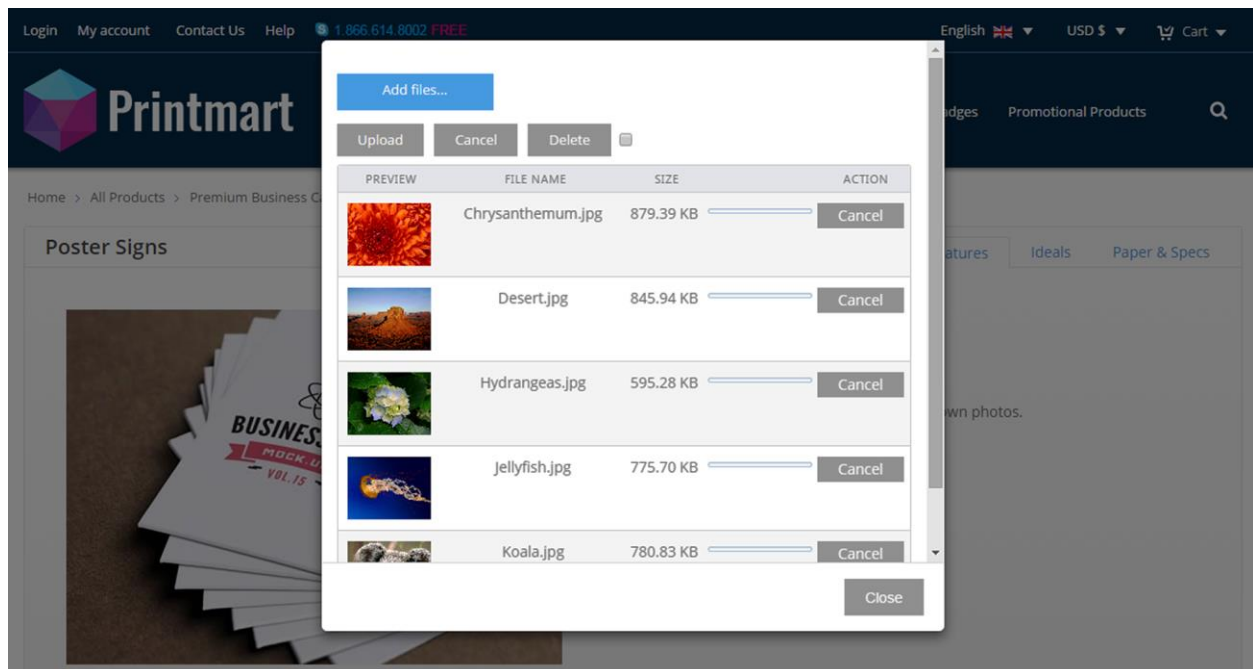 Login My account Contact Us Help 1.866.614.8002 FREE English USD $ Cart
Printmart
Promotional Products
Home > All Products > Premium Business
Poster Signs
Ideals Paper & Specs
BUSINES
MOCK.U
VOL.15
own photos.
Add files...
Upload Cancel Delete
PREVIEW FILE NAME SIZE ACTION
Chrysanthemum.jpg 879.39 KB Cancel
Desert.jpg 845.94 KB Cancel
Hydrangeas.jpg 595.28 KB Cancel
Jellyfish.jpg 775.70 KB Cancel
Koala.jpg 780.83 KB Cancel
Close